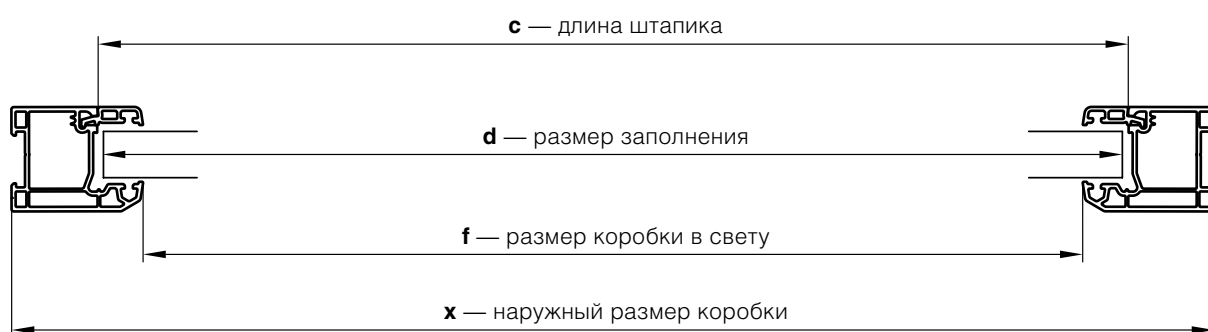 c — длина штапика
d — размер заполнения
f — размер коробки в свету
x — наружный размер коробки